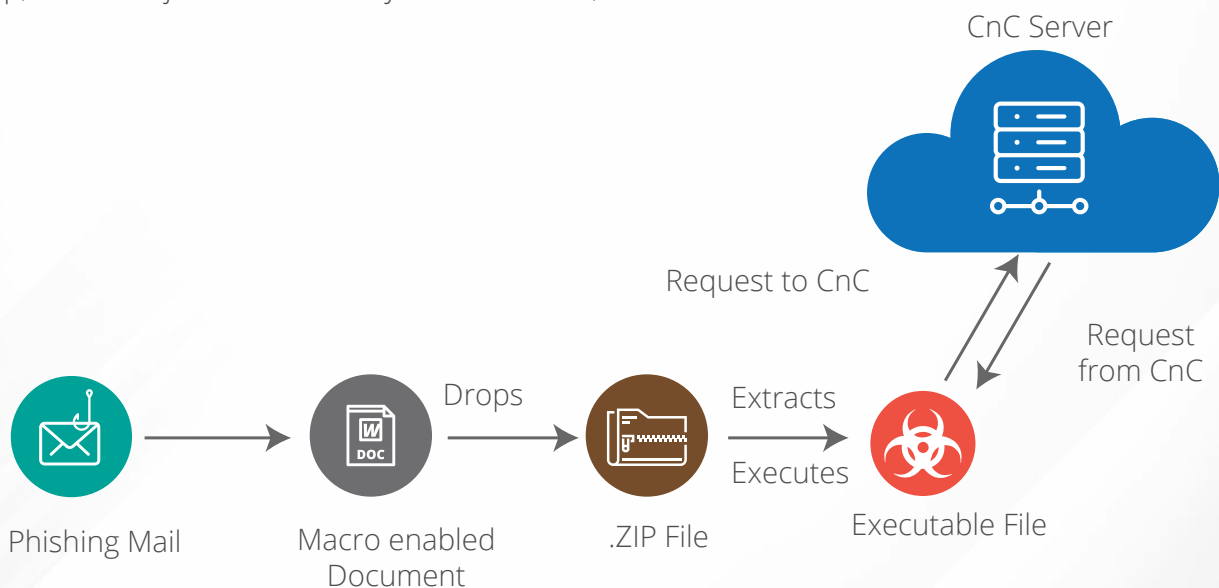 CnC Server
Request to CnC
Request
from CnC
Drops
Extracts
Executes
W
DOC
Phishing Mail
Macro enabled
Document
.ZIP File
Executable File